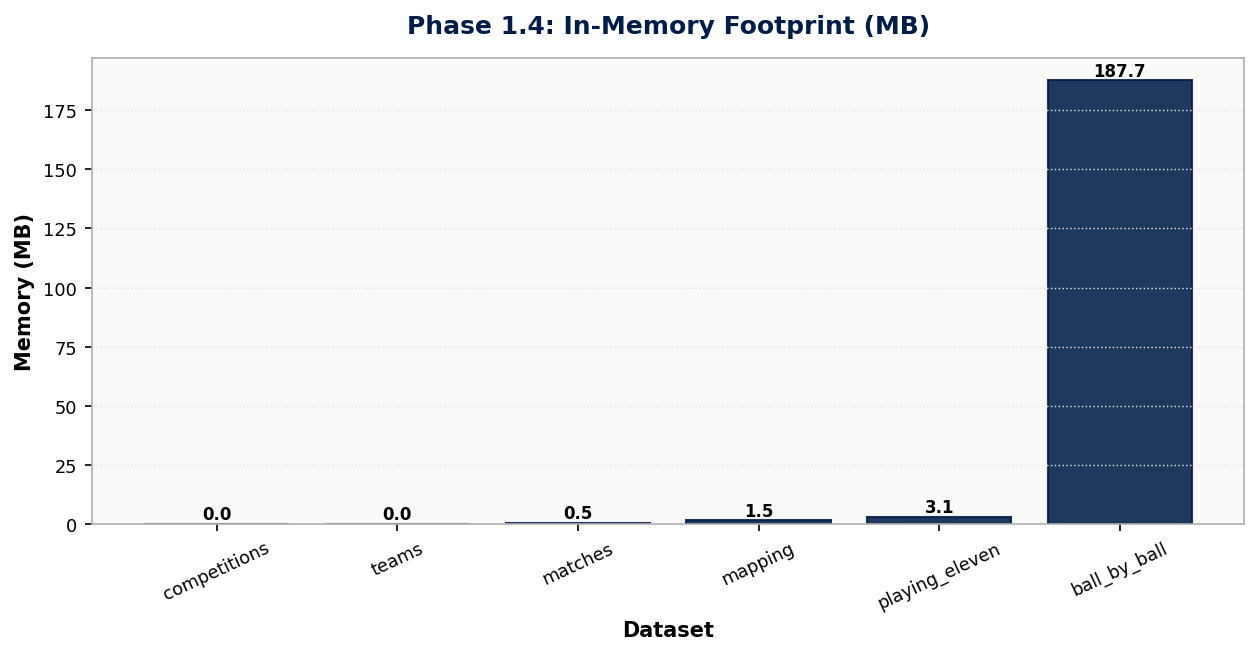 Phase 1.4: In-Memory Footprint (MB)
Memory (MB)
175
150
125
100
75
50
25
0
0.0
0.0
0.5
1.5
3.1
187.7
competitions
teams
matches
mapping
playing_eleven
ball_by_ball
Dataset